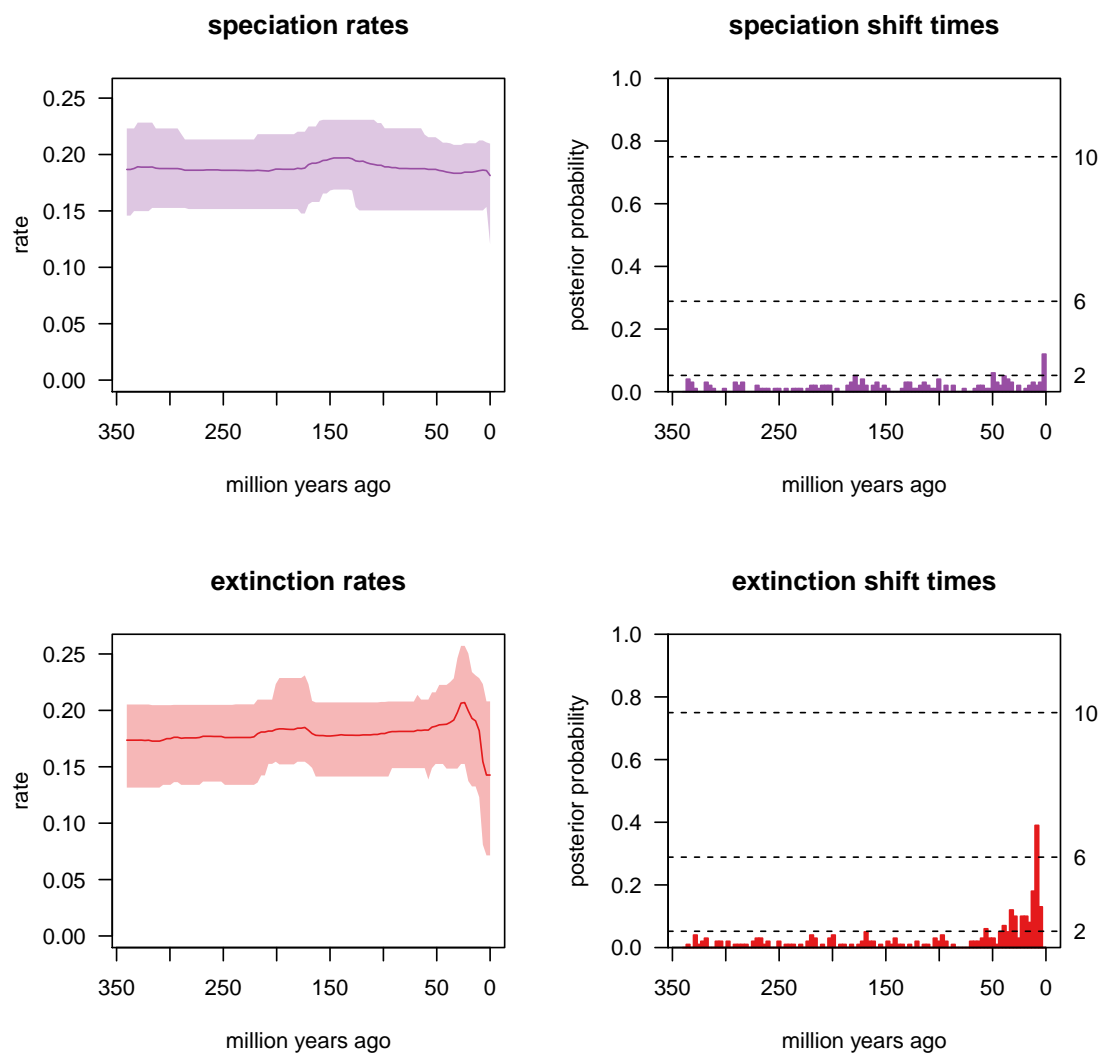 speciation rates
0.25
0.20
0.15
0.10
0.05
0.00
rate
350 250 150 50 0
million years ago
speciation shift times
1.0
0.8
0.6
0.4
0.2
0.0
posterior probability
10
6
2
350 250 150 50 0
million years ago
extinction rates
0.25
0.20
0.15
0.10
0.05
0.00
rate
350 250 150 50 0
million years ago
extinction shift times
1.0
0.8
0.6
0.4
0.2
0.0
posterior probability
10
6
2
350 250 150 50 0
million years ago